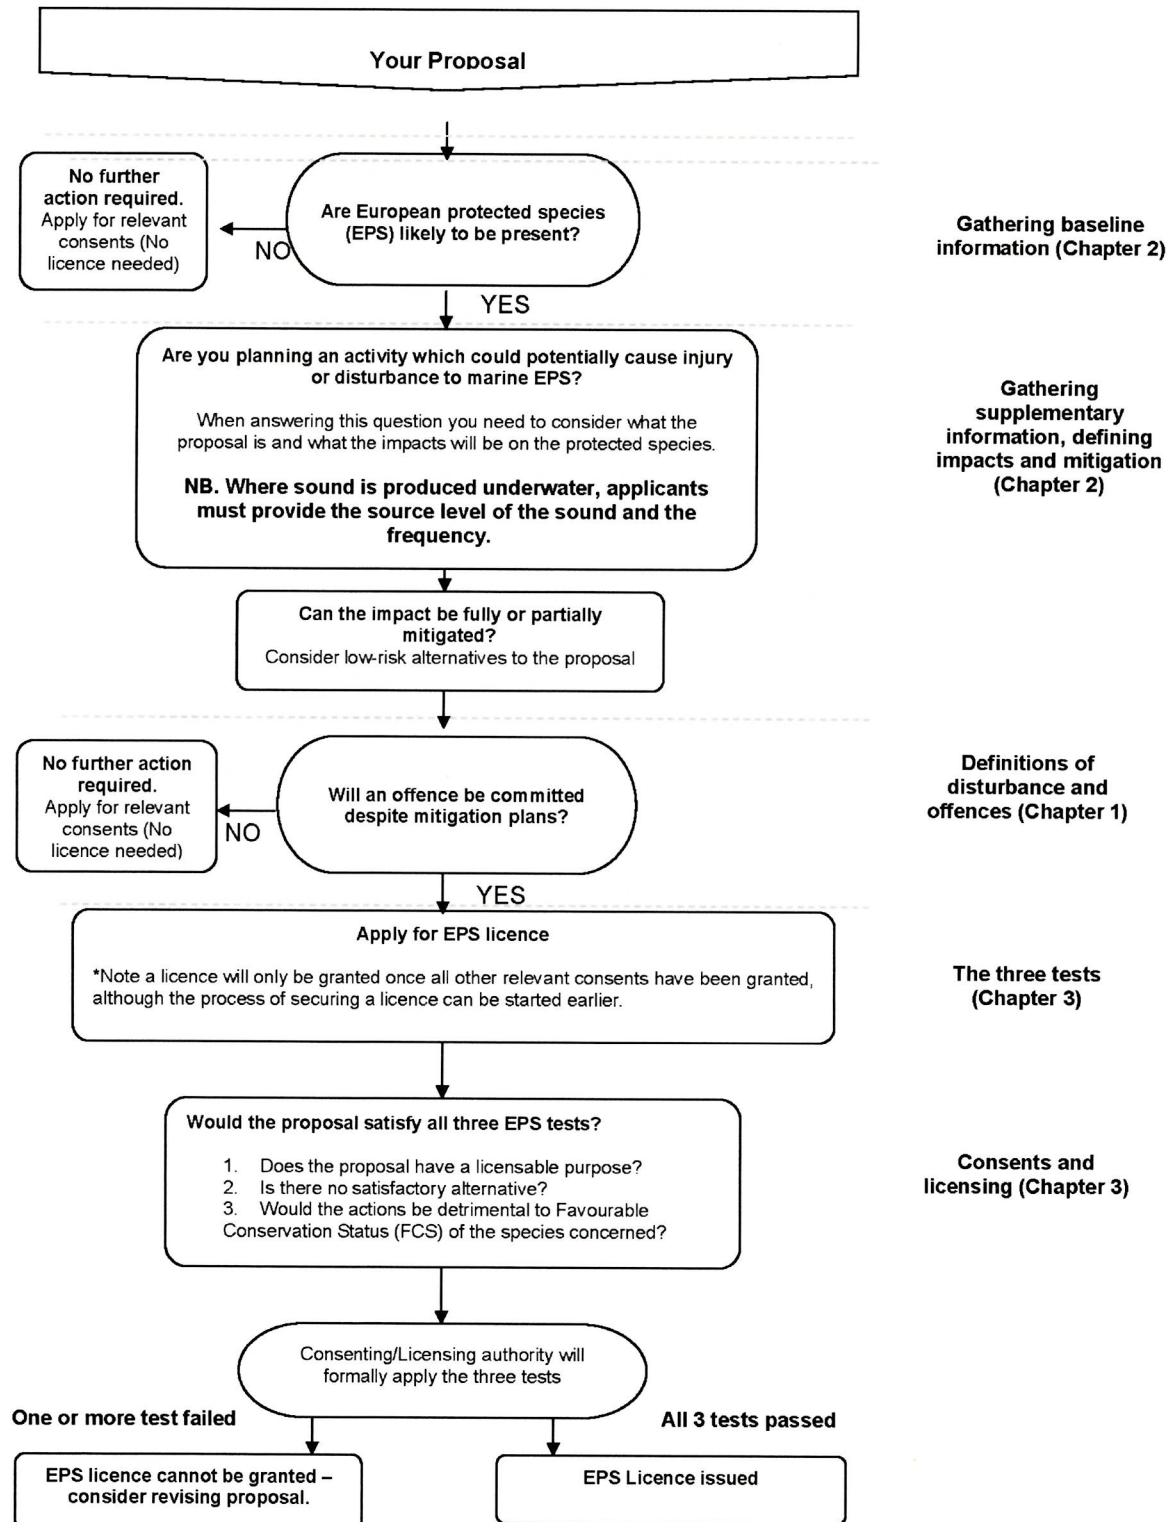 Your Proposal
No further
action required.
Apply for relevant
consents (No
licence needed)
NO
Are European protected species
(EPS) likely to be present?
Gathering baseline
information (Chapter 2)
YES
Are you planning an activity which could potentially cause injury
or disturbance to marine EPS?
When answering this question you need to consider what the
proposal is and what the impacts will be on the protected species.
NB. Where sound is produced underwater, applicants
must provide the source level of the sound and the
frequency.
Gathering
supplementary
information, defining
impacts and mitigation
(Chapter 2)
Can the impact be fully or partially
mitigated?
Consider low-risk alternatives to the proposal
No further action
required.
Apply for relevant
consents (No
licence needed)
NO
Will an offence be committed
despite mitigation plans?
Definitions of
disturbance and
offences (Chapter 1)
YES
Apply for EPS licence
*Note a licence will only be granted once all other relevant consents have been granted,
although the process of securing a licence can be started earlier.
The three tests
(Chapter 3)
Would the proposal satisfy all three EPS tests?
1. Does the proposal have a licensable purpose?
2. Is there no satisfactory alternative?
3. Would the actions be detrimental to Favourable
Conservation Status (FCS) of the species concerned?
Consents and
licensing (Chapter 3)
Consenting/Licensing authority will
formally apply the three tests
One or more test failed
All 3 tests passed
EPS licence cannot be granted –
consider revising proposal.
EPS Licence issued